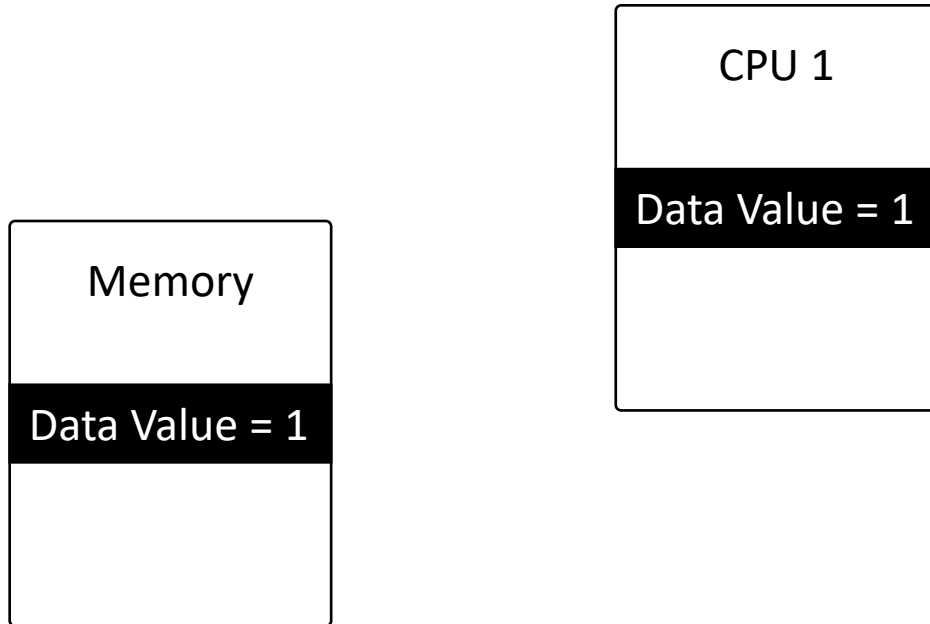 CPU 1
Data Value = 1
Memory
Data Value = 1